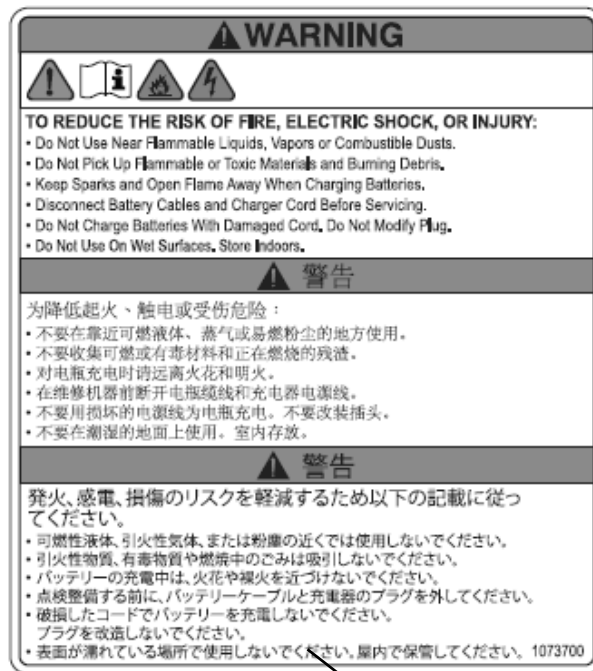 WARNING
TO REDUCE THE RISK OF FIRE, ELECTRIC SHOCK, OR INJURY:
• Do Not Use Near Flammable Liquids, Vapors or Combustible Dusts.
• Do Not Pick Up Flammable or Toxic Materials and Burning Debris.
• Keep Sparks and Open Flame Away When Charging Batteries.
• Disconnect Battery Cables and Charger Cord Before Servicing.
• Do Not Charge Batteries With Damaged Cord. Do Not Modify Plug.
• Do Not Use On Wet Surfaces. Store Indoors.
警告
为降低起火、触电或受伤危险：
• 不要在靠近可燃液体、蒸气或易燃粉尘的地方使用。
• 不要收集可燃或有毒材料和正在燃烧的残渣。
• 对电瓶充电时请远离火花和明火。
• 在维修机器前断开电瓶缆线和充电器电源线。
• 不要用损坏的电源线为电瓶充电。不要改装插头。
• 不要在潮湿的地面上使用。室内存放。
警告
発火、感電、損傷のリスクを軽減するため以下の記載に従っ
てください。
• 可燃性液体、引火性気体、または粉塵の近くでは使用しないでください。
• 引火性物質、有毒物質や燃焼中のごみは吸引しないでください。
• バッテリーの充電中は、火花や裸火を近づけないでください。
• 点検整備する前に、バッテリーケーブルと充電器のプラグを外してください。
• 破損したコードでバッテリーを充電しないでください。
プラグを改造しないでください。
• 表面が濡れている場所で使用しないでください。屋内で保管してください。 1073700